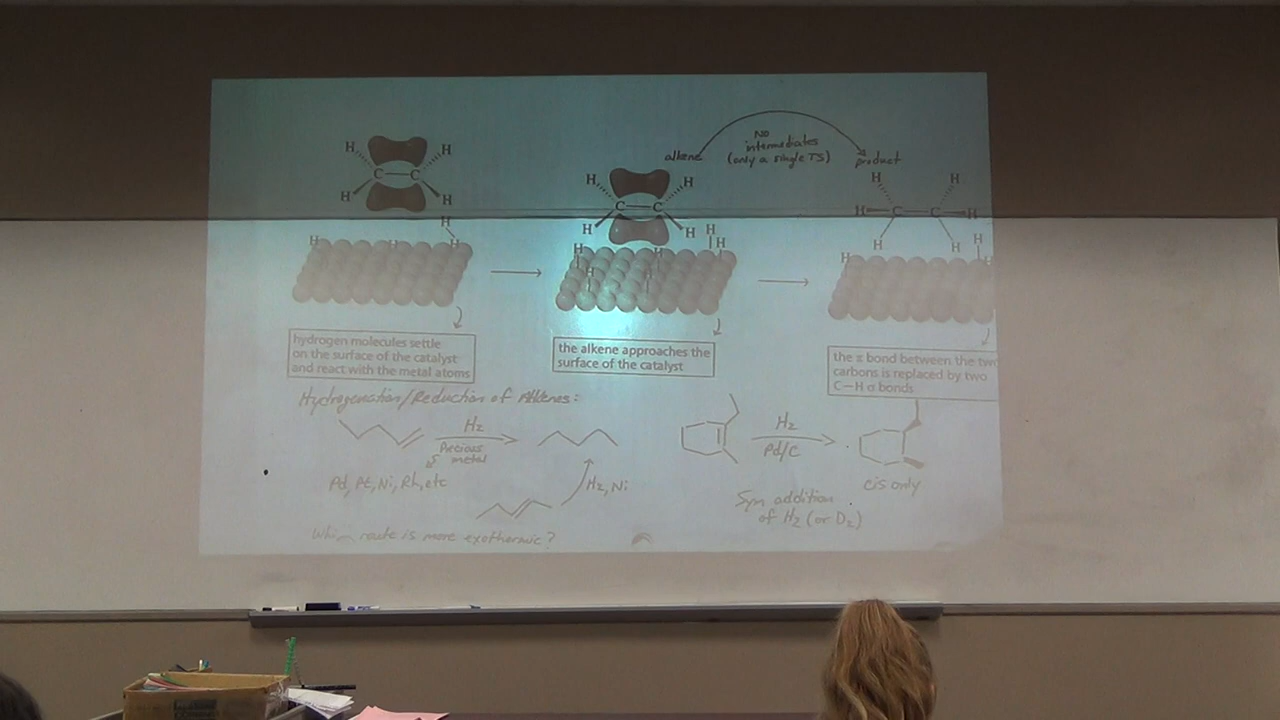 No
intermediates
(only a single TS)
alkene
product
H H
C C
H H
H
H
H H
H H
C C
H H
H
H
H
H
H H
H
H
H C C H
H H
H
H H
hydrogen molecules settle
on the surface of the catalyst
and react with the metal atoms
the alkene approaches the
surface of the catalyst
the π bond between the two
carbons is replaced by two
C—H σ bonds
Hydrogenation/Reduction of Alkenes:
H2
Precious
metal
Pd, Pt, Ni, Rh, etc
H2, Ni
Which route is more exothermic?
H2
Pd/C
cis only
Syn addition
of H2 (or D2)